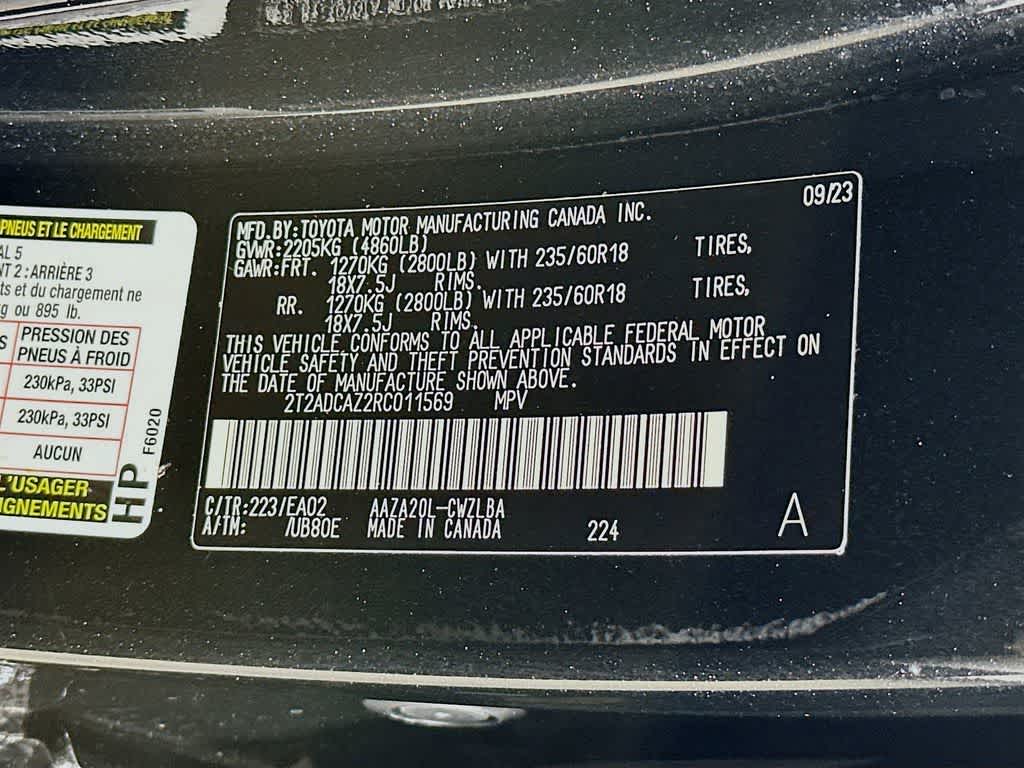 PNEUS ET LE CHARGEMENT
AL 5
NT 2 : ARRIÈRE 3
ts et du chargement ne
kg ou 895 lb.
PRESSION DES
PNEUS À FROID
230kPa, 33PSI
230kPa, 33PSI
AUCUN
L'USAGER
IGNEMENTS
HP
F6020
09/23
MFD.BY:TOYOTA MOTOR MANUFACTURING CANADA INC.
GVWR:2205KG (4860LB)
GAWR:FRT. 1270KG (2800LB) WITH 235/60R18 TIRES,
18X7.5J RIMS.
RR. 1270KG (2800LB) WITH 235/60R18 TIRES,
18X7.5J RIMS.
THIS VEHICLE CONFORMS TO ALL APPLICABLE FEDERAL MOTOR
VEHICLE SAFETY AND THEFT PREVENTION STANDARDS IN EFFECT ON
THE DATE OF MANUFACTURE SHOWN ABOVE.
2T2ADCAZ2RC011569 MPV
C/TR:223/EA02 AAZA20L-CWZLBA
A/TM: /UB80E MADE IN CANADA 224 A